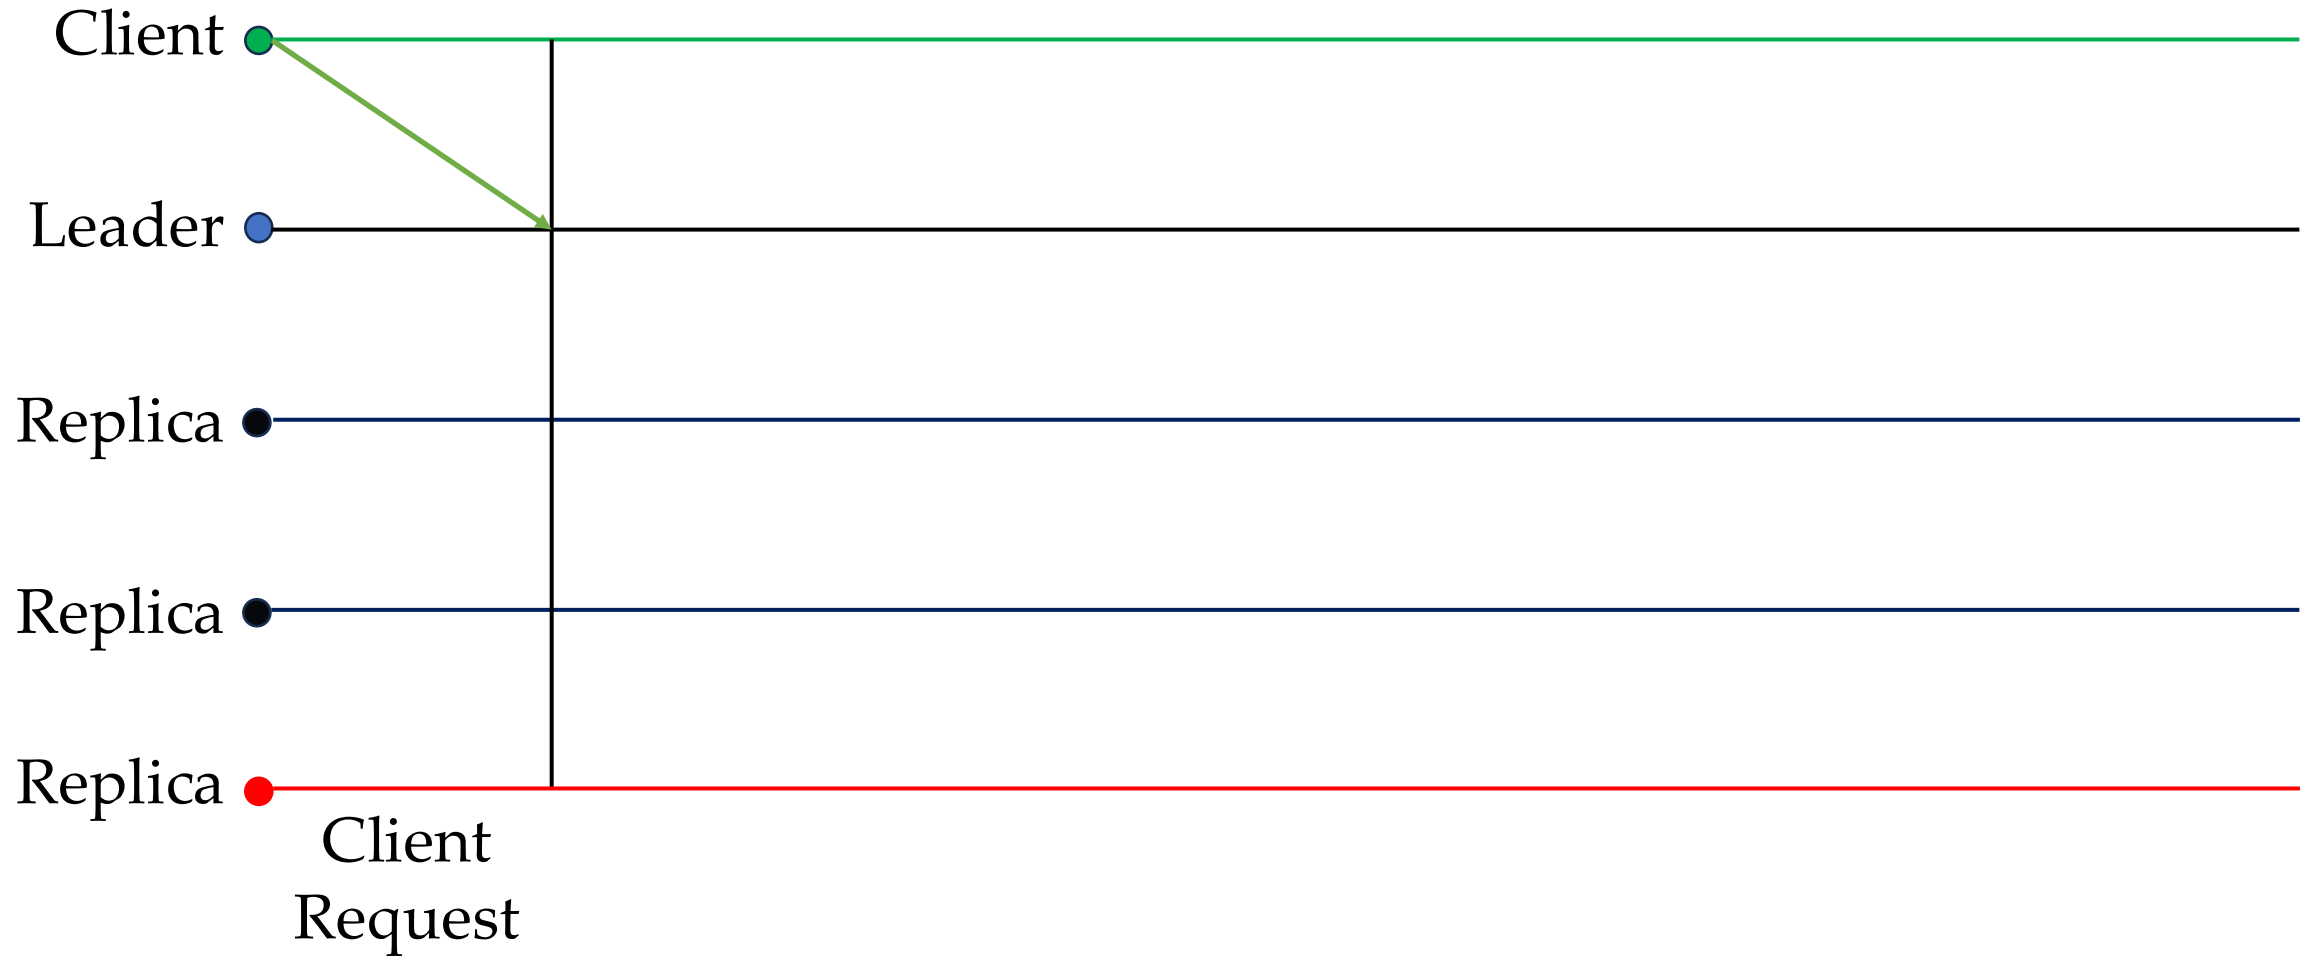 Client
Leader
Replica
Replica
Replica
Client
Request